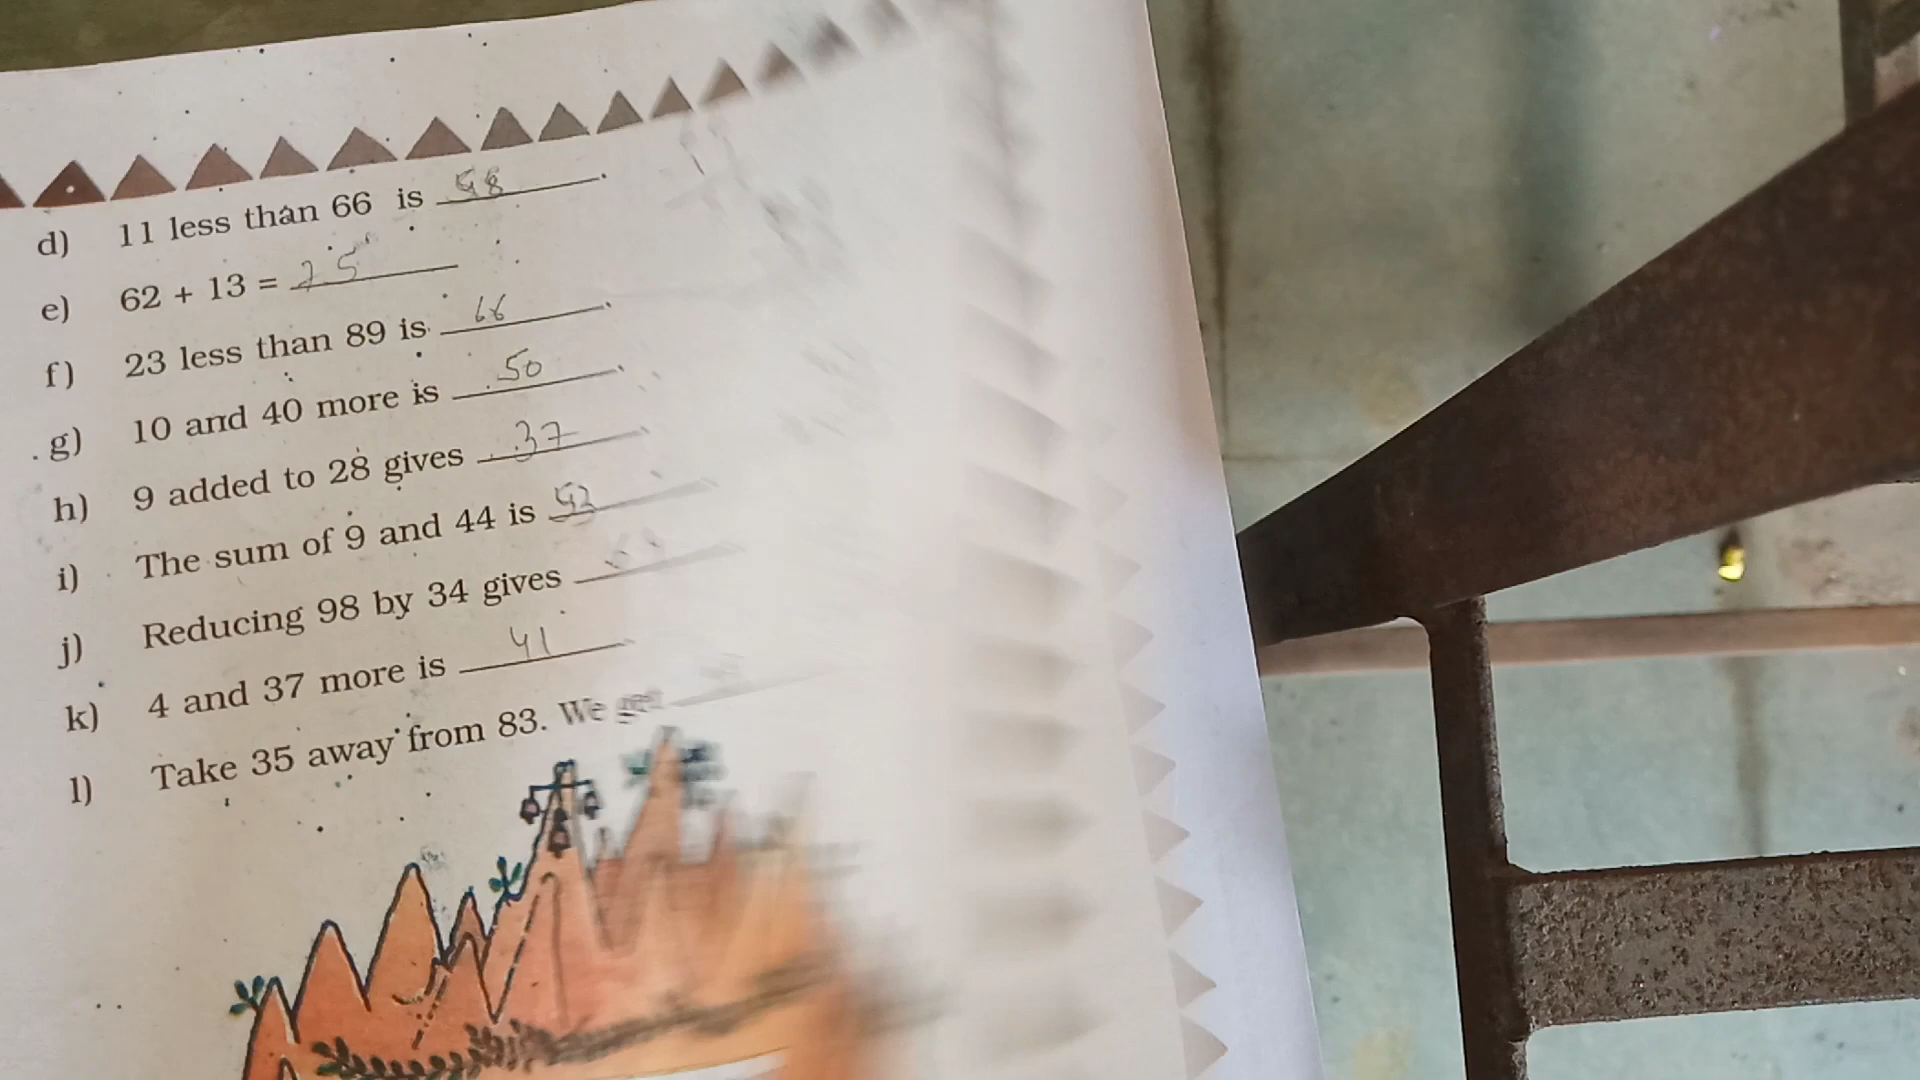 d) 11 less than 66 is 58.
e) 62 + 13 = 75
f) 23 less than 89 is 66.
g) 10 and 40 more is 50.
h) 9 added to 28 gives 37
i) The sum of 9 and 44 is 53
j) Reducing 98 by 34 gives
k) 4 and 37 more is 41
l) Take 35 away from 83. We get